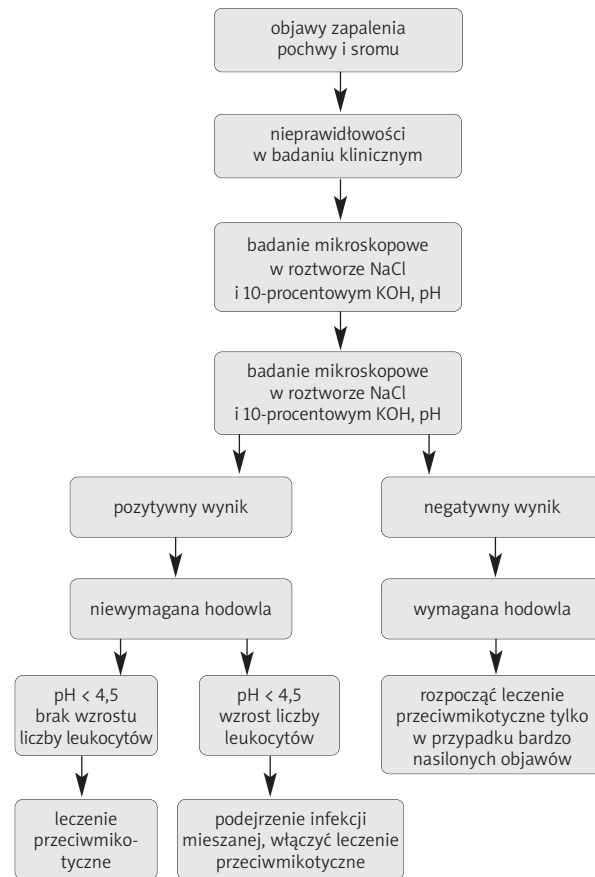 objawy zapalenia
pochwy i sromu
nieprawidłowości
w badaniu klinicznym
badanie mikroskopowe
w roztworze NaCl
i 10-procentowym KOH, pH
badanie mikroskopowe
w roztworze NaCl
i 10-procentowym KOH, pH
pozytywny wynik
negatywny wynik
niewymagana hodowla
wymagana hodowla
pH < 4,5
brak wzrostu
liczby leukocytów
pH < 4,5
wzrost liczby
leukocytów
rozpocząć leczenie
przeciwmikotyczne tylko
w przypadku bardzo
nasilonych objawów
leczenie
przeciwmiko-
tyczne
podejrzenie infekcji
mieszanej, włączyć leczenie
przeciwmikotyczne